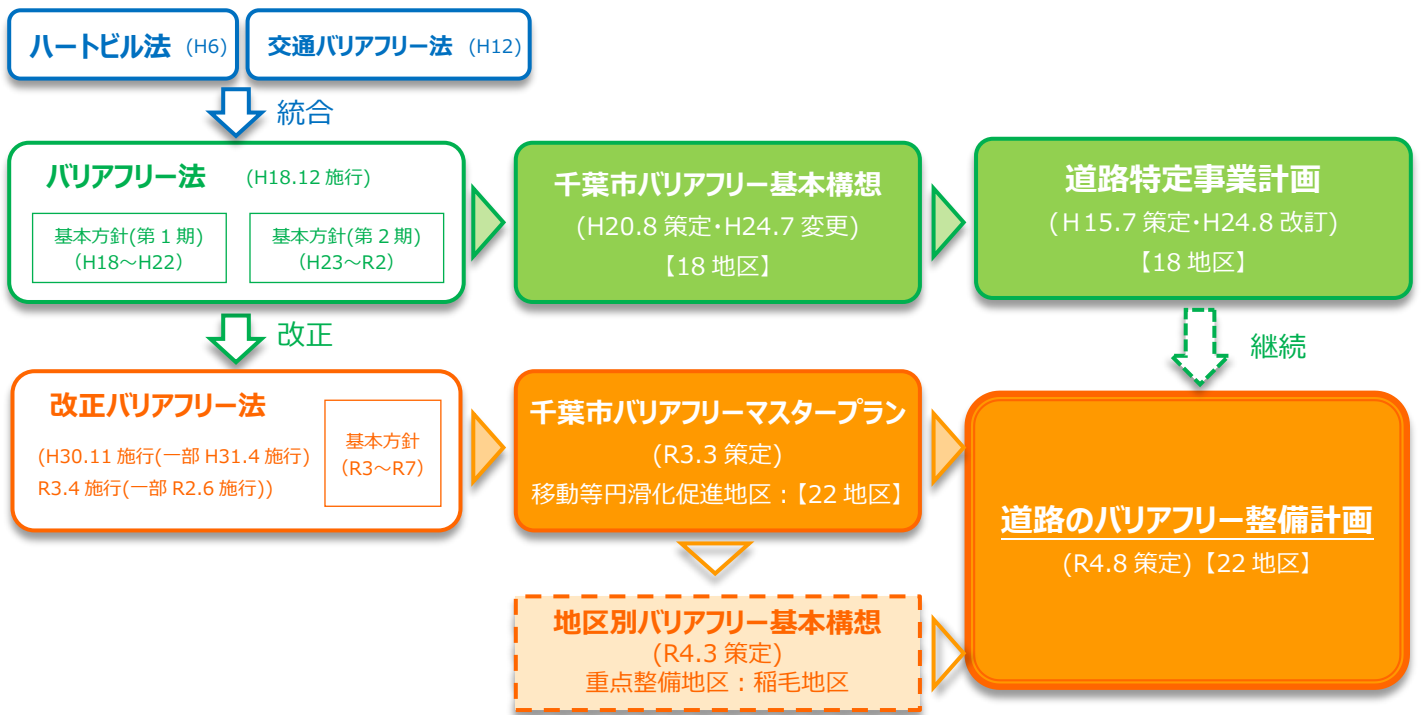 ハートビル法 (H6)
交通バリアフリー法 (H12)
統合
バリアフリー法 (H18.12 施行)
基本方針(第 1 期)
(H18～H22)
基本方針(第 2 期)
(H23～R2)
千葉市バリアフリー基本構想
(H20.8 策定・H24.7 変更)
【18 地区】
道路特定事業計画
(H15.7 策定・H24.8 改訂)
【18 地区】
改正
継続
改正バリアフリー法
(H30.11 施行(一部 H31.4 施行)
R3.4 施行(一部 R2.6 施行))
基本方針
(R3～R7)
千葉市バリアフリーマスタープラン
(R3.3 策定)
移動等円滑化促進地区：【22 地区】
道路のバリアフリー整備計画
(R4.8 策定)【22 地区】
地区別バリアフリー基本構想
(R4.3 策定)
重点整備地区：稲毛地区